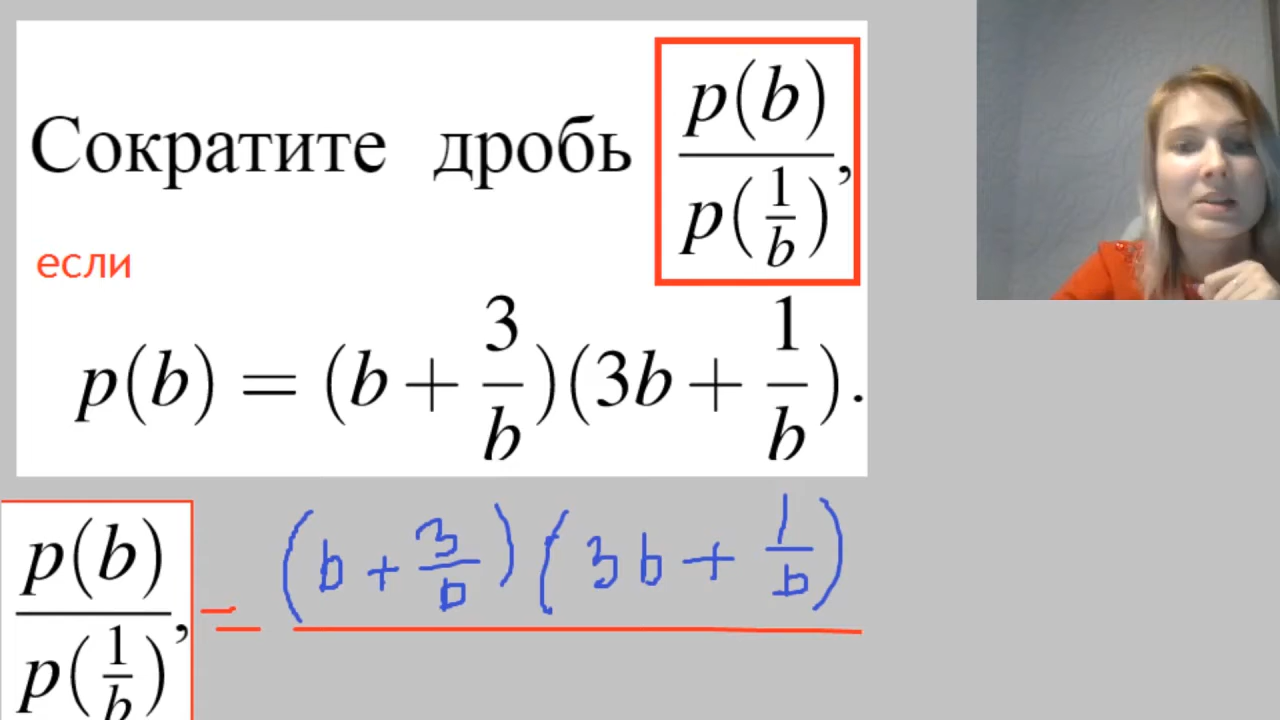 Сократите дробь p(b)/p(1/b),
если
p(b) = (b + 3/b)(3b + 1/b).
p(b)/p(1/b), = (b + 3/b)(3b + 1/b)